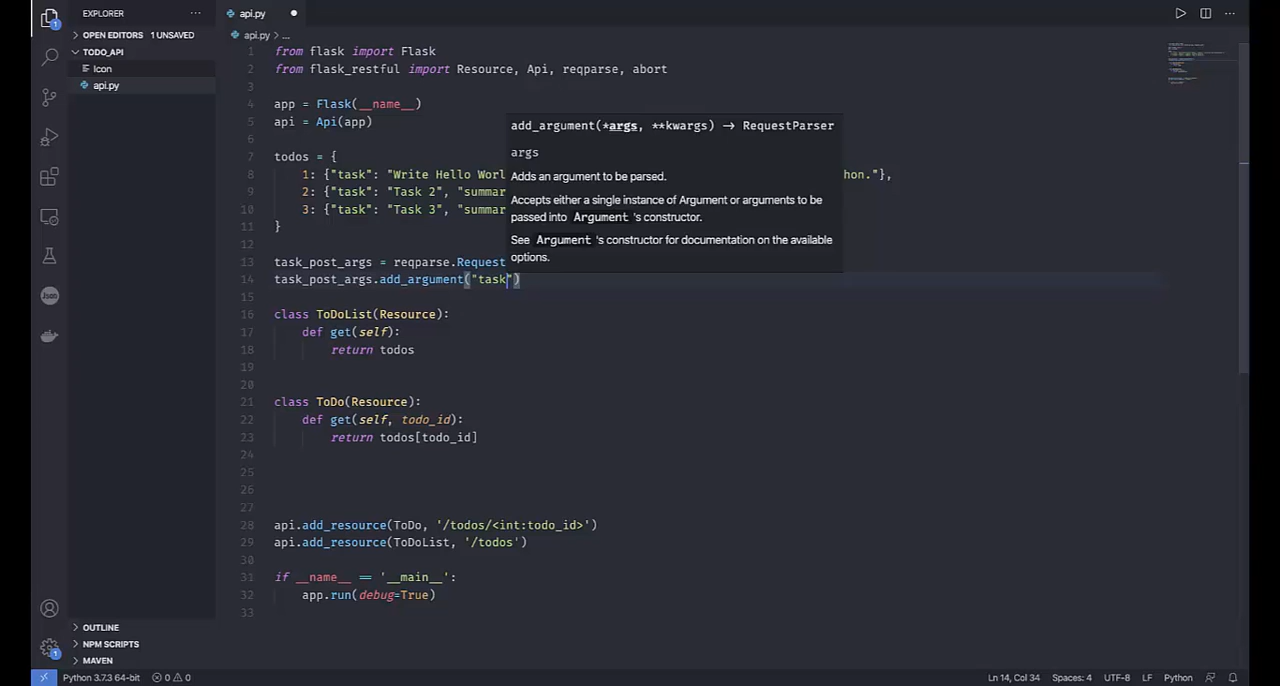 EXPLORER
···
api.py
OPEN EDITORS 1 UNSAVED
TODO_API
Icon
api.py
api.py > ...
1 from flask import Flask
2 from flask_restful import Resource, Api, reqparse, abort
3
4 app = Flask(__name__)
5 api = Api(app)
6
7 todos = {
8 1: {"task": "Write Hello Worl hon."},
9 2: {"task": "Task 2", "summar
10 3: {"task": "Task 3", "summar
11 }
12
13 task_post_args = reqparse.Request
14 task_post_args.add_argument("task")
15
16 class ToDoList(Resource):
17 def get(self):
18 return todos
19
20
21 class ToDo(Resource):
22 def get(self, todo_id):
23 return todos[todo_id]
24
25
26
27
28 api.add_resource(ToDo, '/todos/<int:todo_id>')
29 api.add_resource(ToDoList, '/todos')
30
31 if __name__ == '__main__':
32 app.run(debug=True)
33
add_argument(*args, **kwargs) → RequestParser
args
Adds an argument to be parsed.
Accepts either a single instance of Argument or arguments to be
passed into Argument 's constructor.
See Argument 's constructor for documentation on the available
options.
JSON
1
OUTLINE
NPM SCRIPTS
MAVEN
1
Python 3.7.3 64-bit 0 0
Ln 14, Col 34 Spaces: 4 UTF-8 LF Python